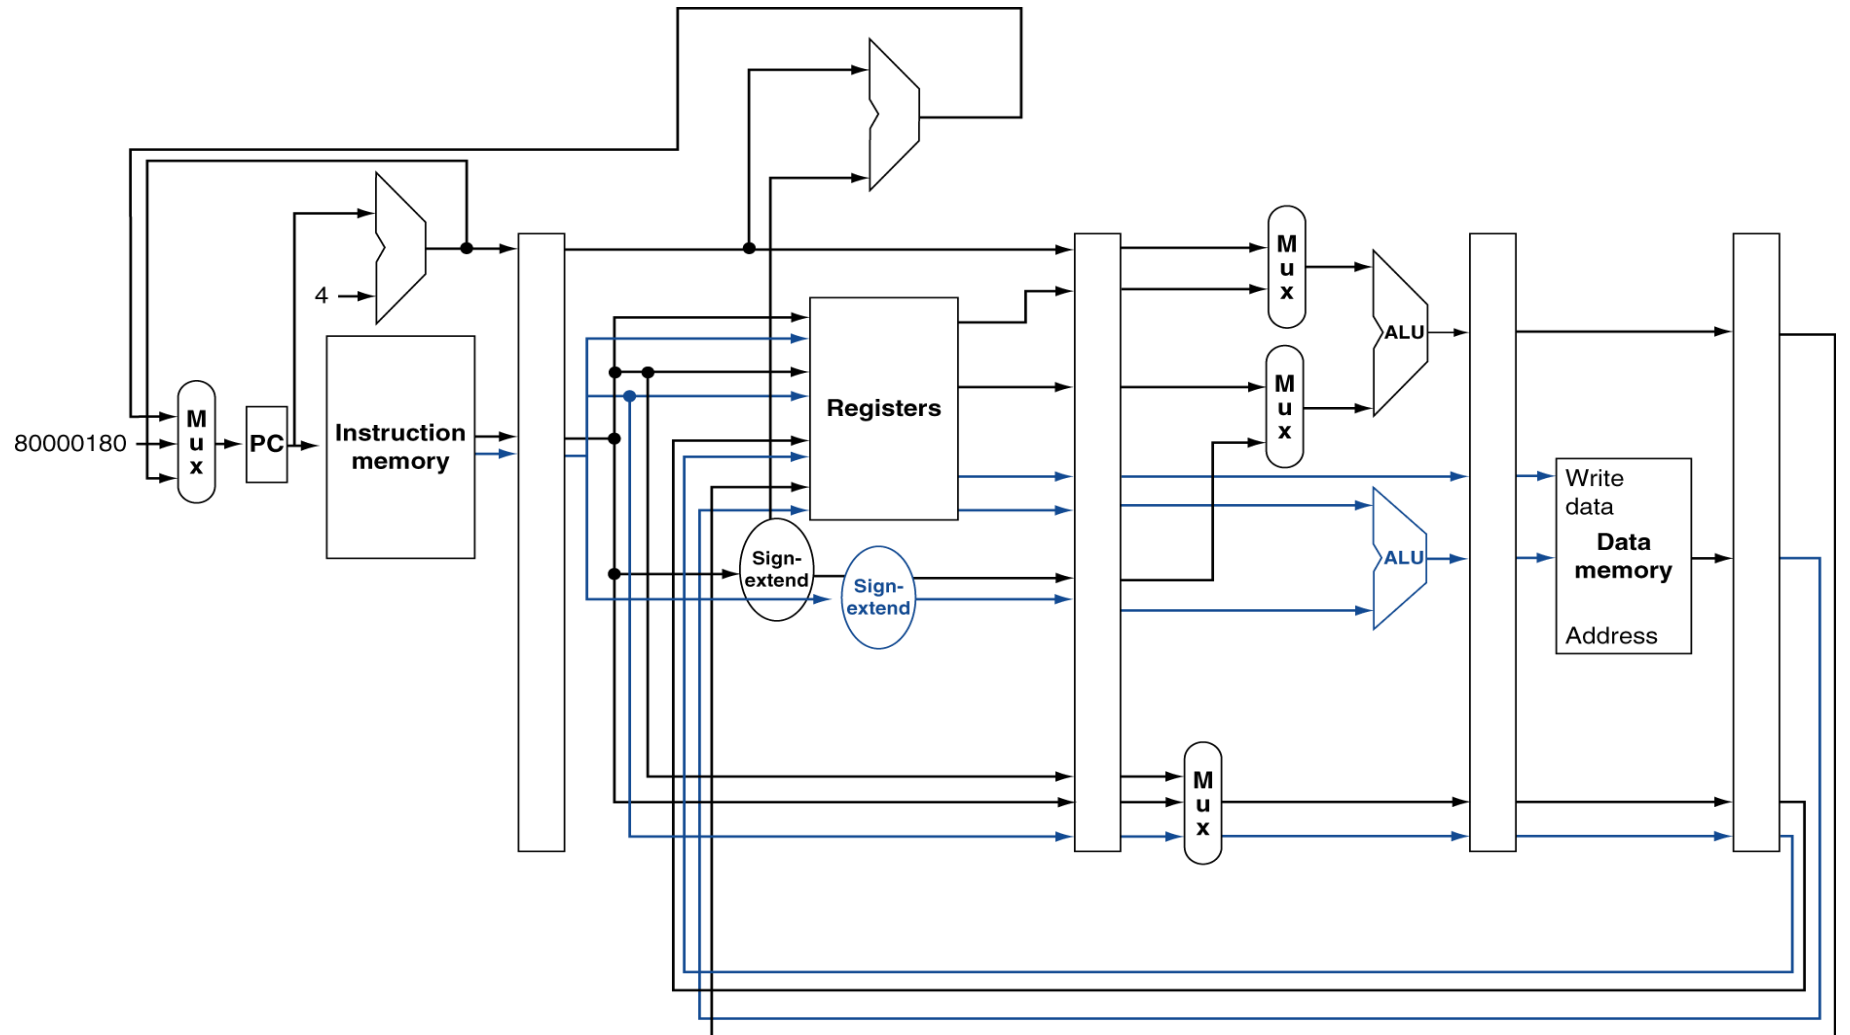 4
80000180
M
u
x
PC
Instruction
memory
Registers
Sign-
extend
Sign-
extend
M
u
x
M
u
x
ALU
ALU
M
u
x
Write
data
Data
memory
Address